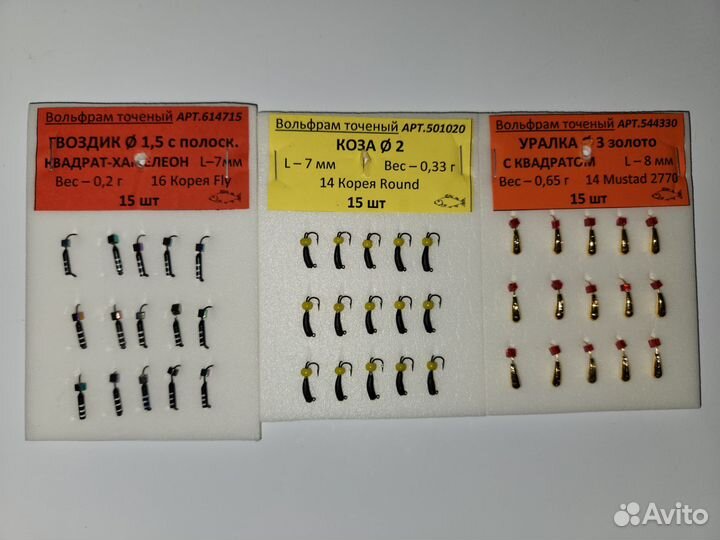 Вольфрам точеный АРТ.614715
ГВОЗДИК Ø 1,5 с полоск.
КВАДРАТ-ХАМЕЛЕОН L–7мм
Вес – 0,2 г 16 Корея Fly
15 шт
Вольфрам точеный АРТ.501020
КОЗА Ø 2
L – 7 мм Вес – 0,33 г
14 Корея Round
15 шт
Вольфрам точеный АРТ.544330
УРАЛКА Ø 3 золото
С КВАДРАТОМ L – 8 мм
Вес – 0,65 г 14 Mustad 2770
15 шт
Avito